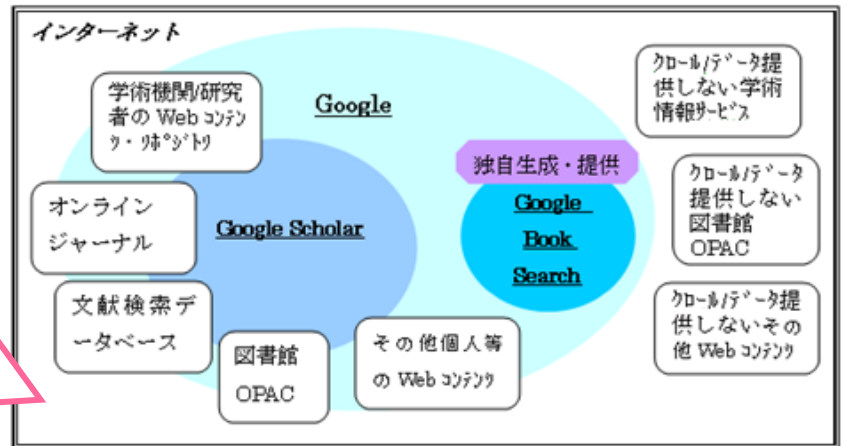 インターネット
学術機関/研究
者の Web ｺﾝﾃﾝ
ﾂ・ﾘﾎﾟｼﾞﾄﾘ
Google
ｸﾛｰﾙ/ﾃﾞｰﾀ提
供しない学術
情報ｻｰﾋﾞｽ
独自生成・提供
Google
Book
Search
ｸﾛｰﾙ/ﾃﾞｰﾀ
提供しない
図書館
OPAC
オンライン
ジャーナル
Google Scholar
文献検索デ
ータベース
図書館
OPAC
その他個人等
の Web ｺﾝﾃﾝﾂ
ｸﾛｰﾙ/ﾃﾞｰﾀ提
供しないその
他 Web ｺﾝﾃﾝﾂ